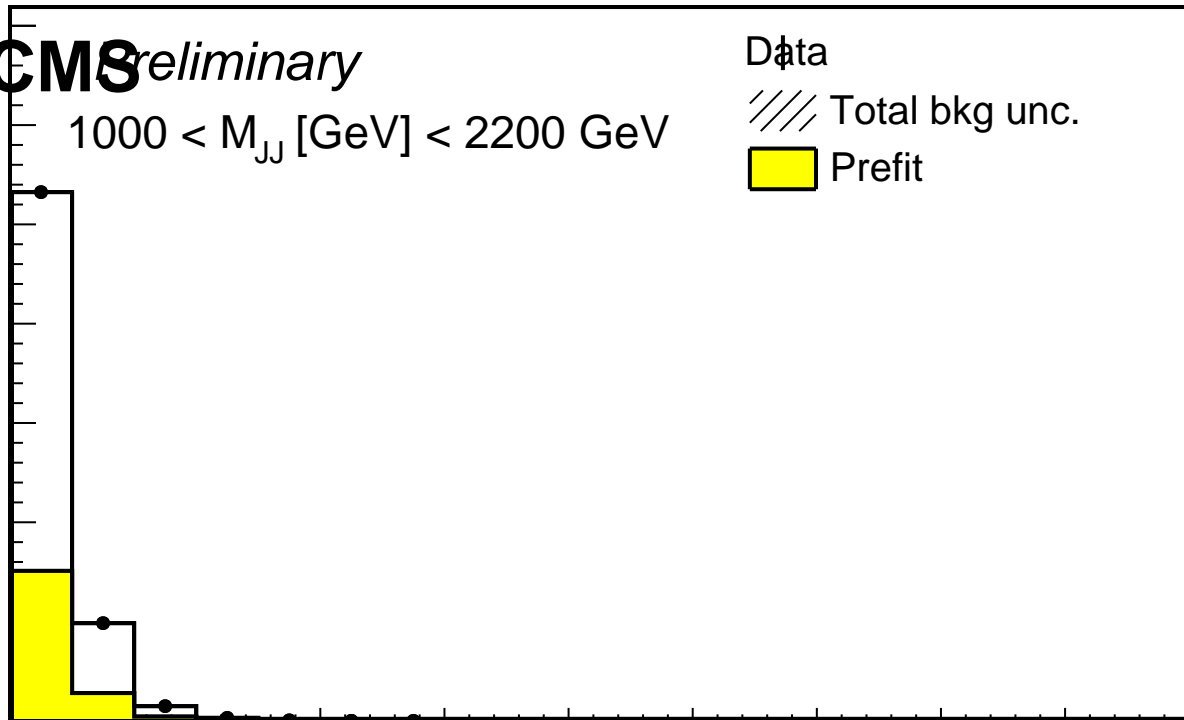 CMS Preliminary
1000 < M_JJ [GeV] < 2200 GeV
Data
Total bkg unc.
Prefit